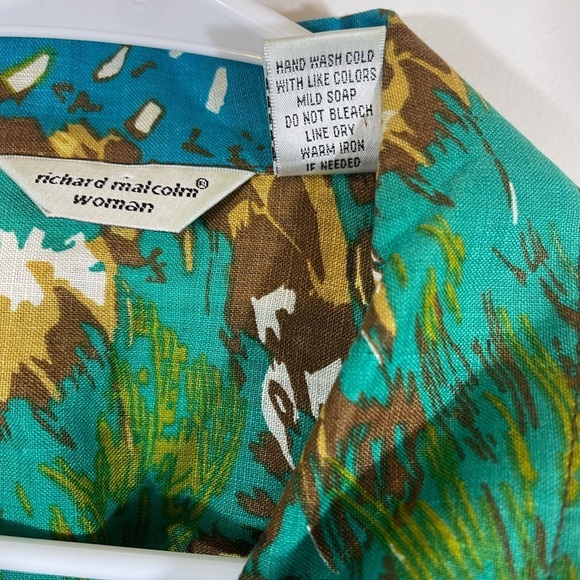 richard malcolm®
woman
HAND WASH COLD
WITH LIKE COLORS
MILD SOAP
DO NOT BLEACH
LINE DRY
WARM IRON
IF NEEDED